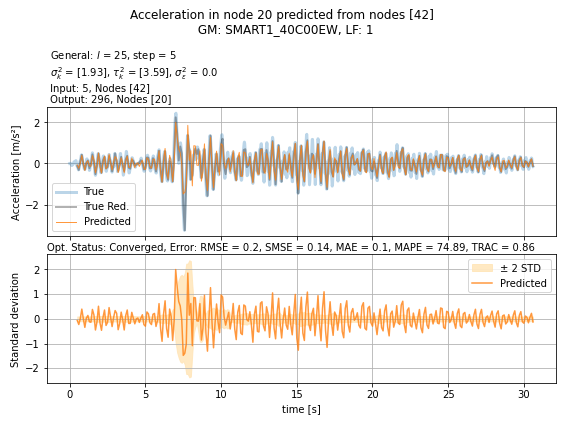 Acceleration in node 20 predicted from nodes [42]
GM: SMART1_40C00EW, LF: 1
General: l = 25, step = 5
σ²ₖ = [1.93], τ²ₖ = [3.59], σ²ε = 0.0
Input: 5, Nodes [42]
Output: 296, Nodes [20]
Acceleration [m/s²]
2
0
−2
True
True Red.
Predicted
Opt. Status: Converged, Error: RMSE = 0.2, SMSE = 0.14, MAE = 0.1, MAPE = 74.89, TRAC = 0.86
Standard deviation
2
1
0
−1
−2
± 2 STD
Predicted
0 5 10 15 20 25 30
time [s]